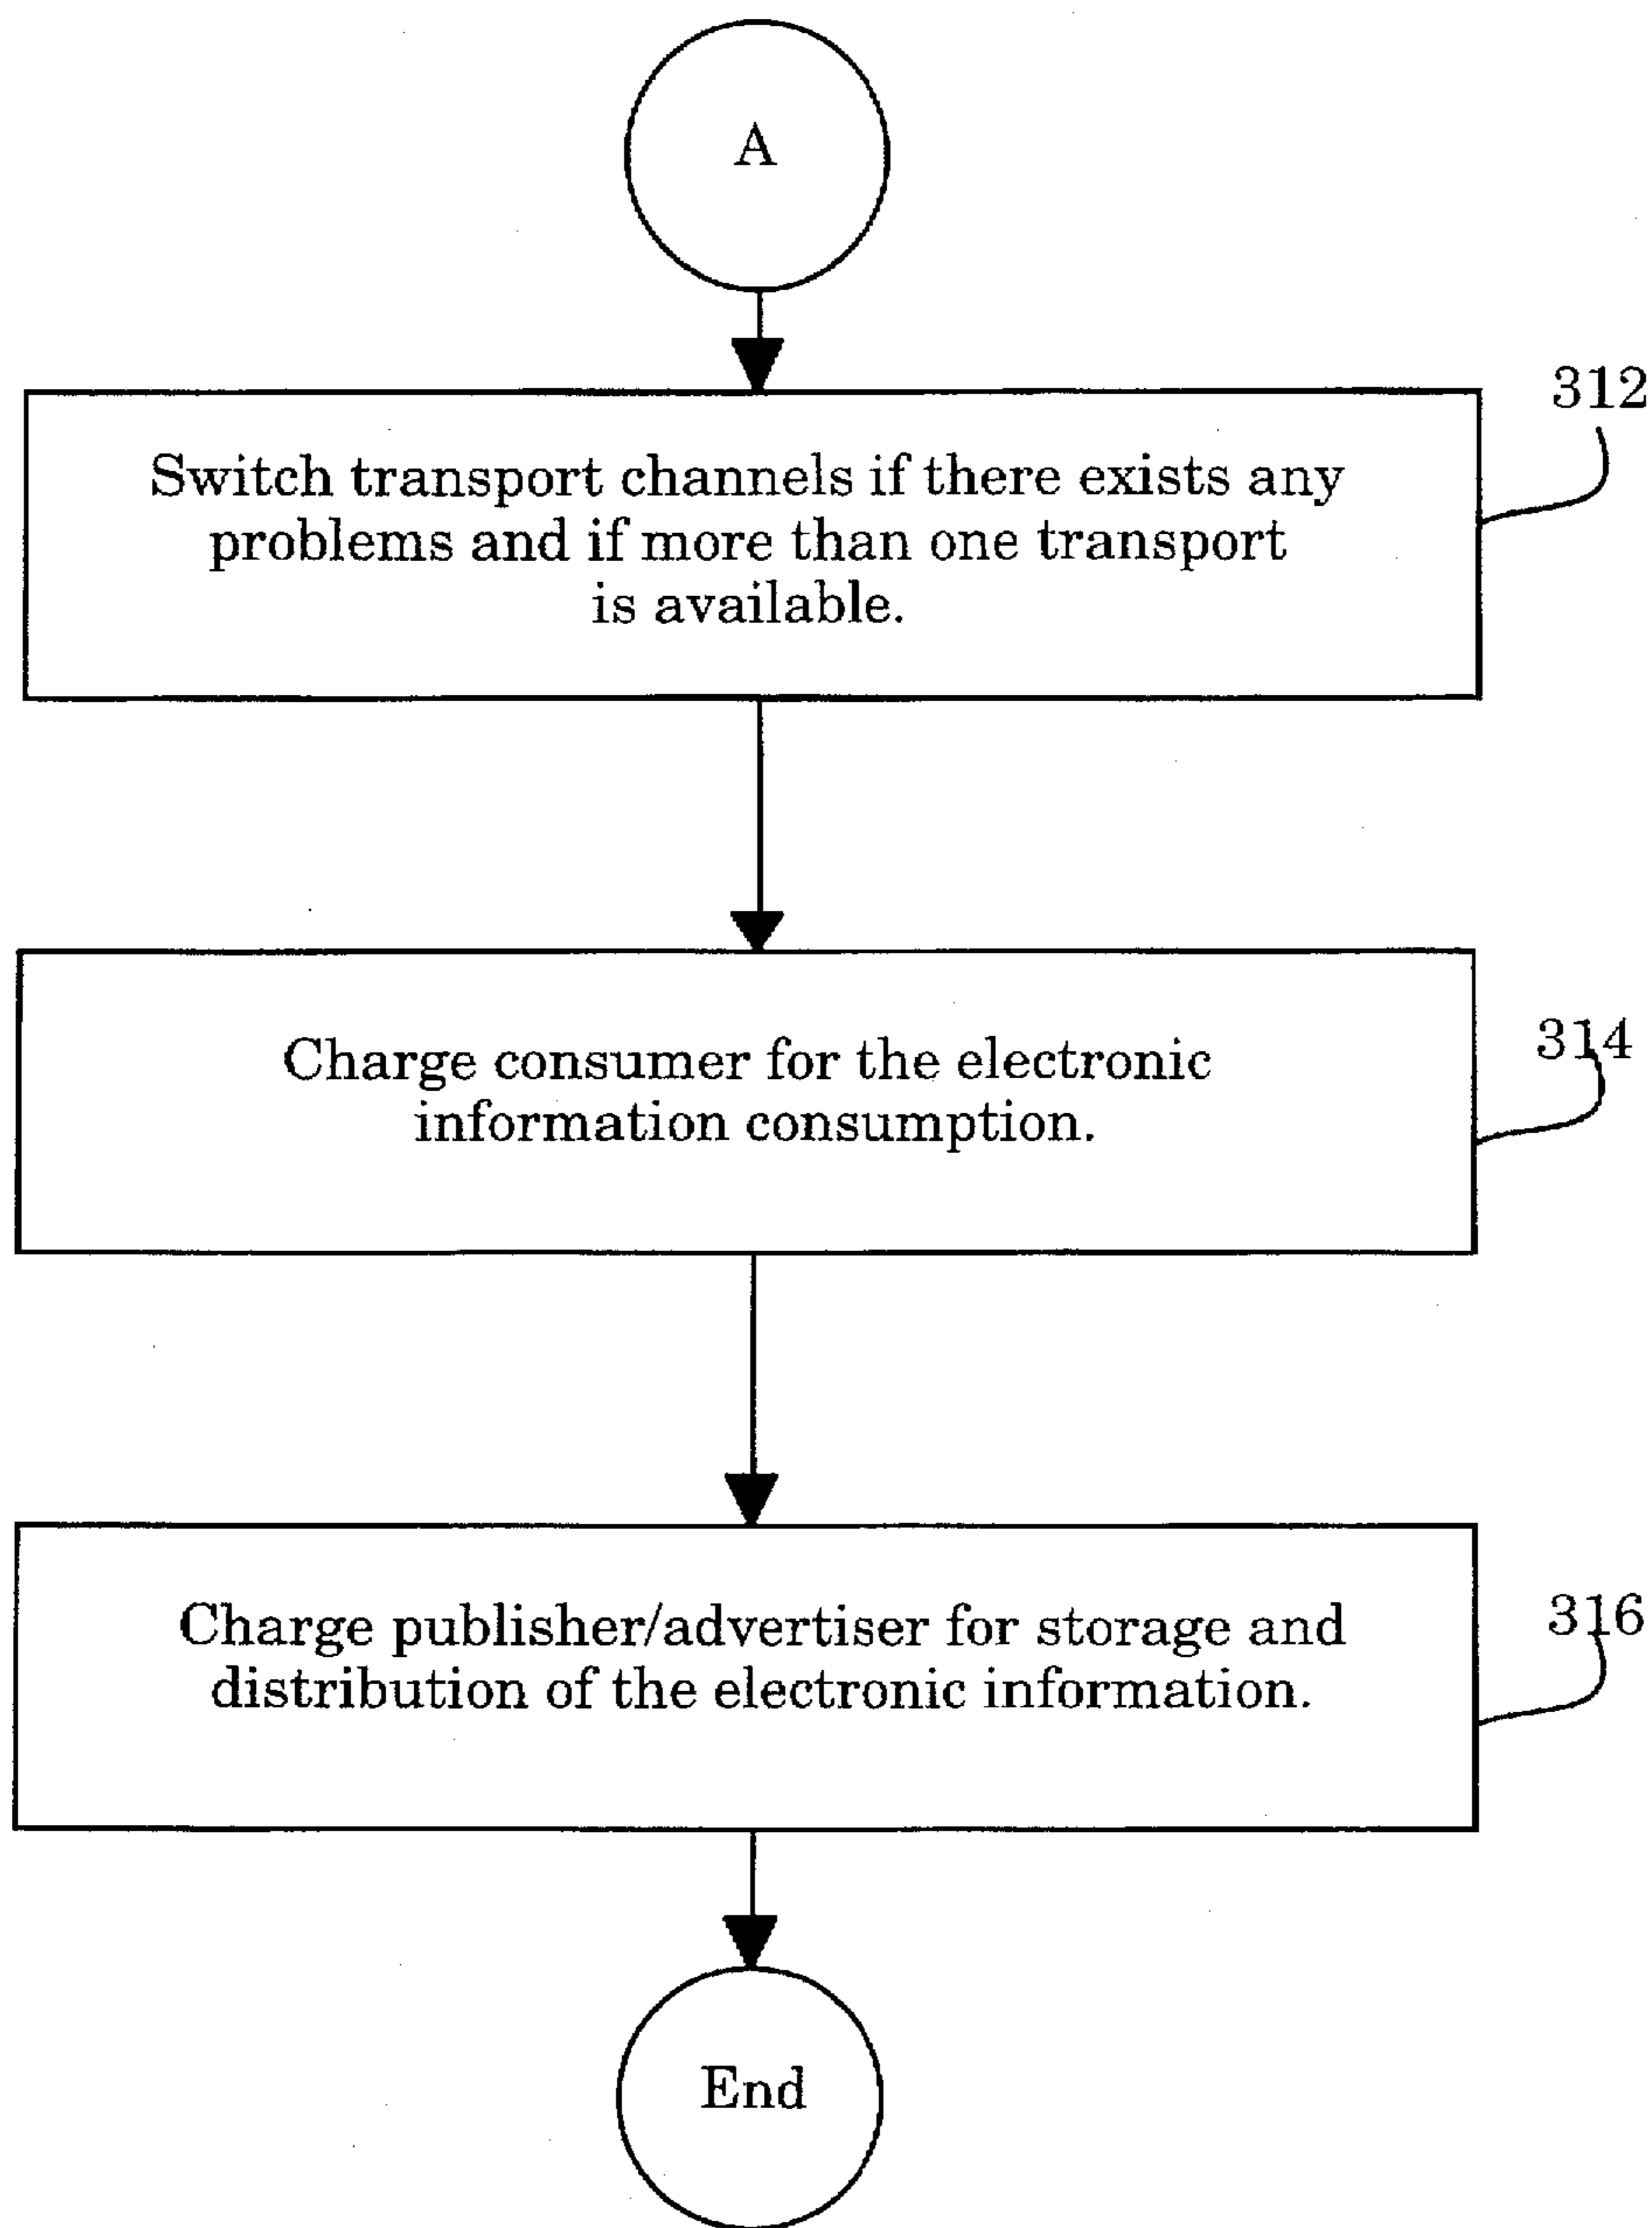 A
312
Switch transport channels if there exists any
problems and if more than one transport
is available.
314
Charge consumer for the electronic
information consumption.
316
Charge publisher/advertiser for storage and
distribution of the electronic information.
End